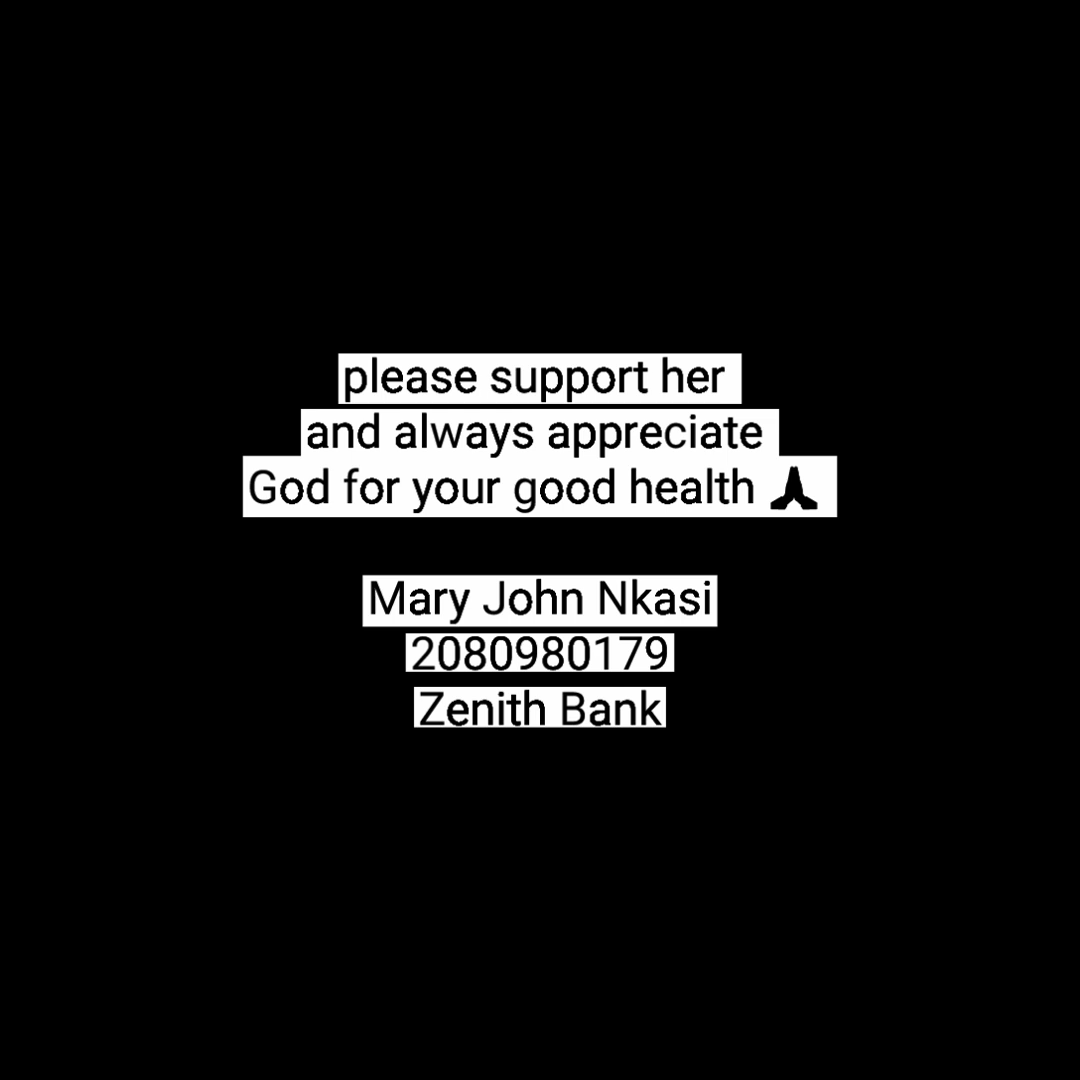 please support her
and always appreciate
God for your good health 🙏
Mary John Nkasi
2080980179
Zenith Bank